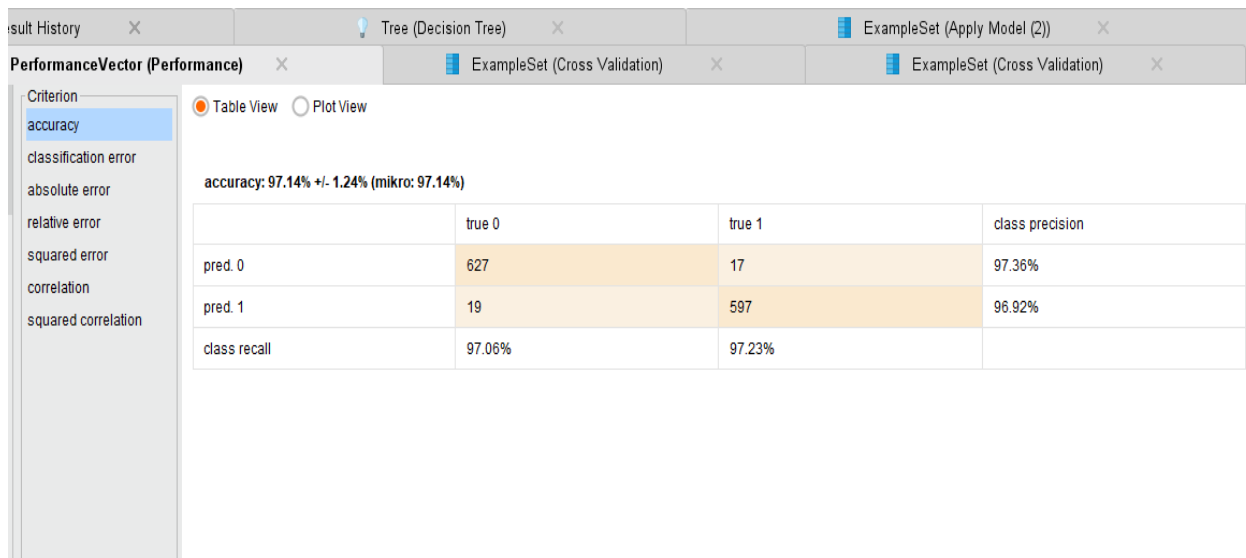 sult History
Tree (Decision Tree)
ExampleSet (Apply Model (2))
PerformanceVector (Performance)
ExampleSet (Cross Validation)
ExampleSet (Cross Validation)
Criterion
accuracy
classification error
absolute error
relative error
squared error
correlation
squared correlation
Table View Plot View
accuracy: 97.14% +/- 1.24% (mikro: 97.14%)
true 0 true 1 class precision
pred. 0 627 17 97.36%
pred. 1 19 597 96.92%
class recall 97.06% 97.23%